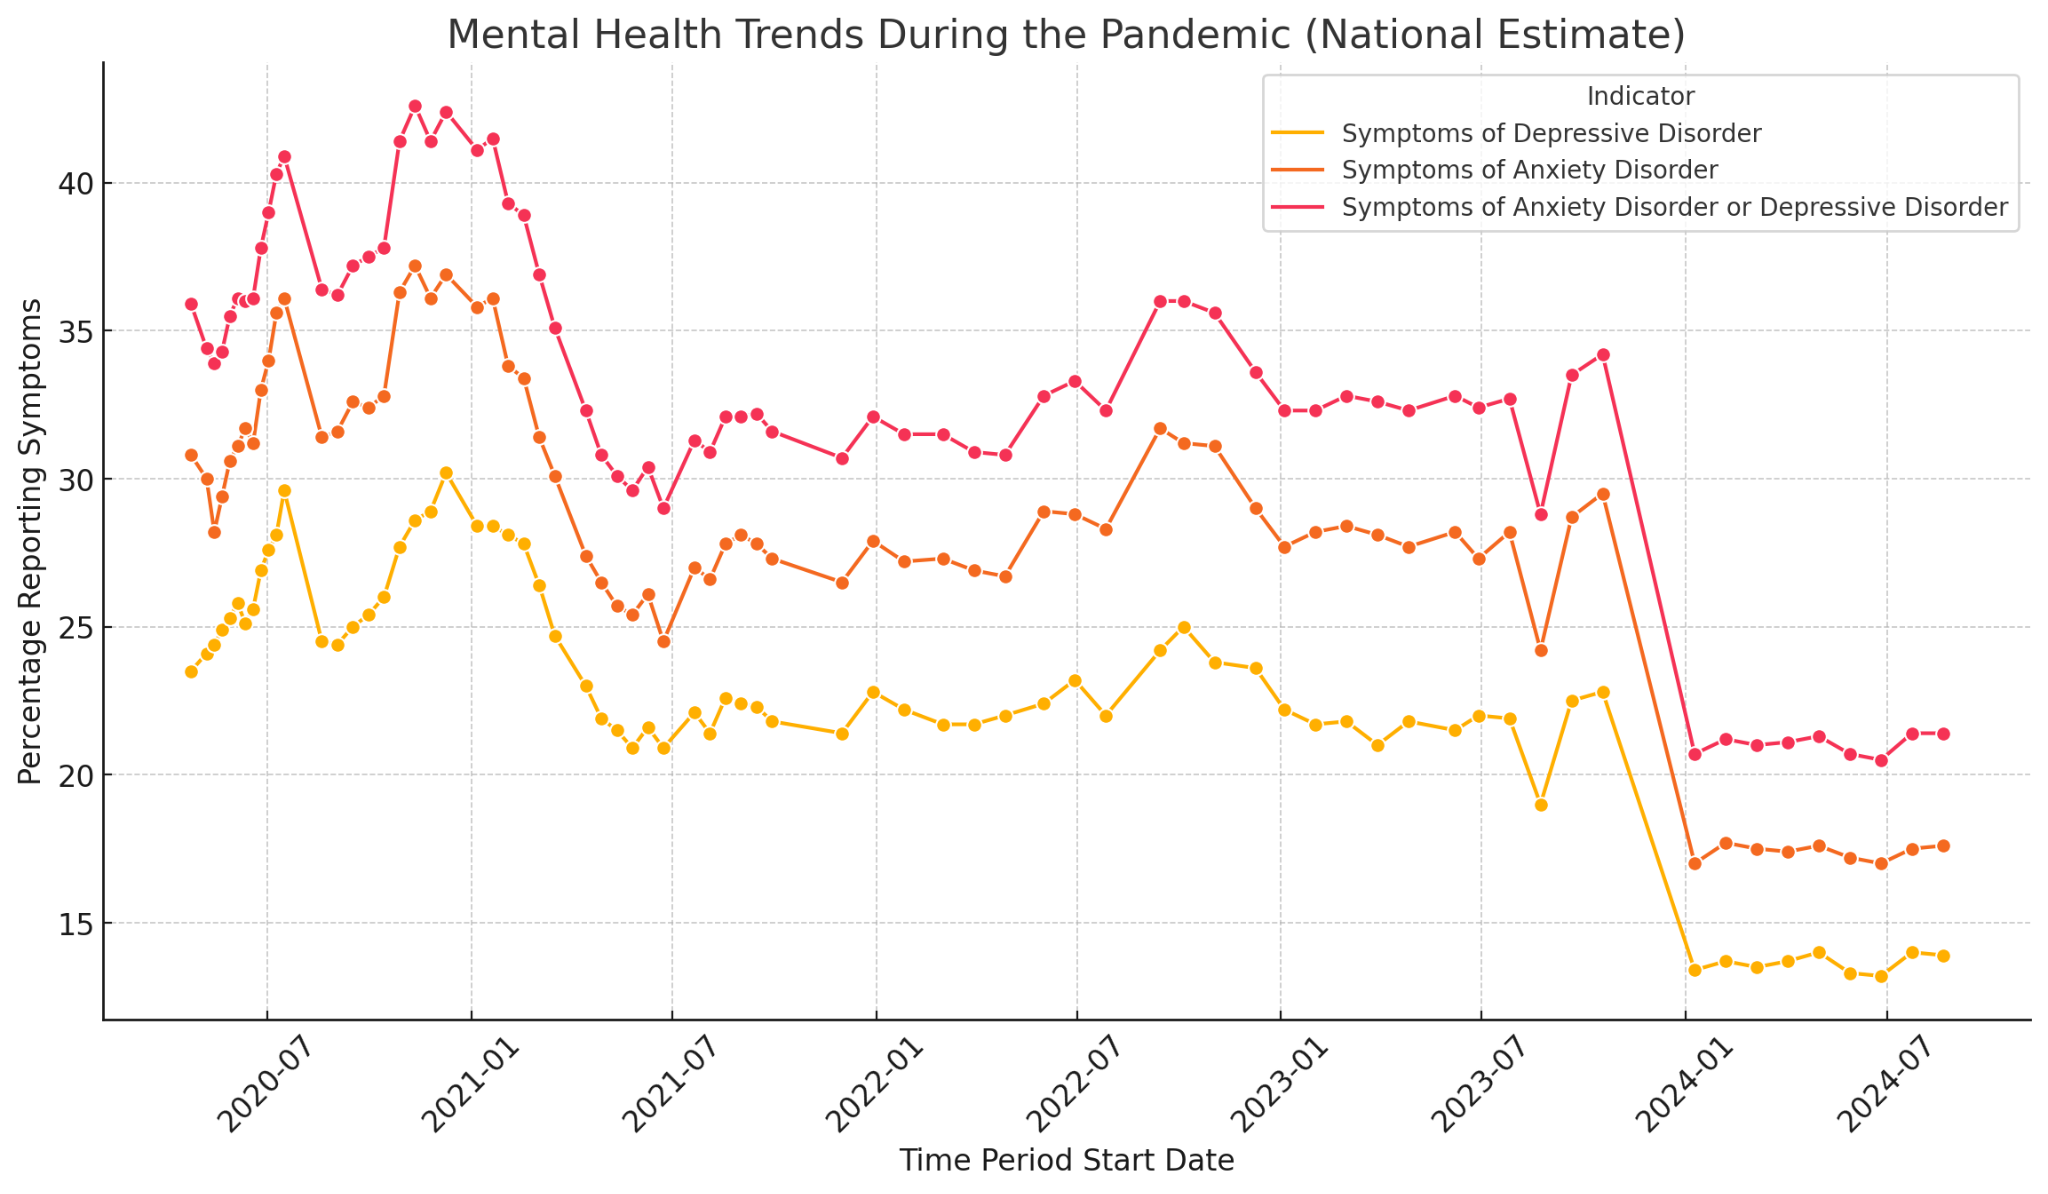 Mental Health Trends During the Pandemic (National Estimate)
Indicator
Symptoms of Depressive Disorder
Symptoms of Anxiety Disorder
Symptoms of Anxiety Disorder or Depressive Disorder
Percentage Reporting Symptoms
40
35
30
25
20
15
2020-07
2021-01
2021-07
2022-01
2022-07
2023-01
2023-07
2024-01
2024-07
Time Period Start Date